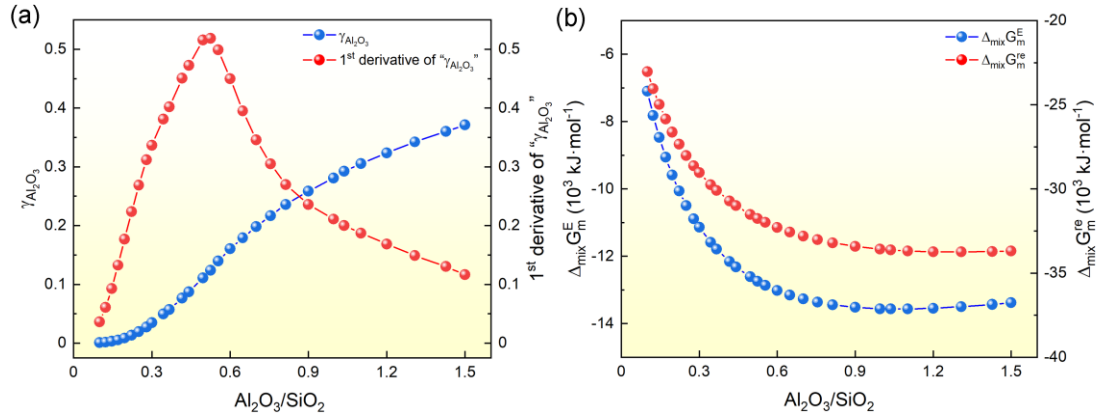 (a)
γAl₂O₃
1st derivative of “γAl₂O₃”
0.5
0.4
0.3
0.2
0.1
0
γAl₂O₃
0.5
0.4
0.3
0.2
0.1
0
1st derivative of “γAl₂O₃”
0
0.3
0.6
0.9
1.2
1.5
Al₂O₃/SiO₂
(b)
ΔmixGmᴱ
ΔmixGmʳᵉ
-6
-8
-10
-12
-14
ΔmixGmᴱ (10³ kJ·mol⁻¹)
-20
-25
-30
-35
-40
ΔmixGmʳᵉ (10³ kJ·mol⁻¹)
0
0.3
0.6
0.9
1.2
1.5
Al₂O₃/SiO₂